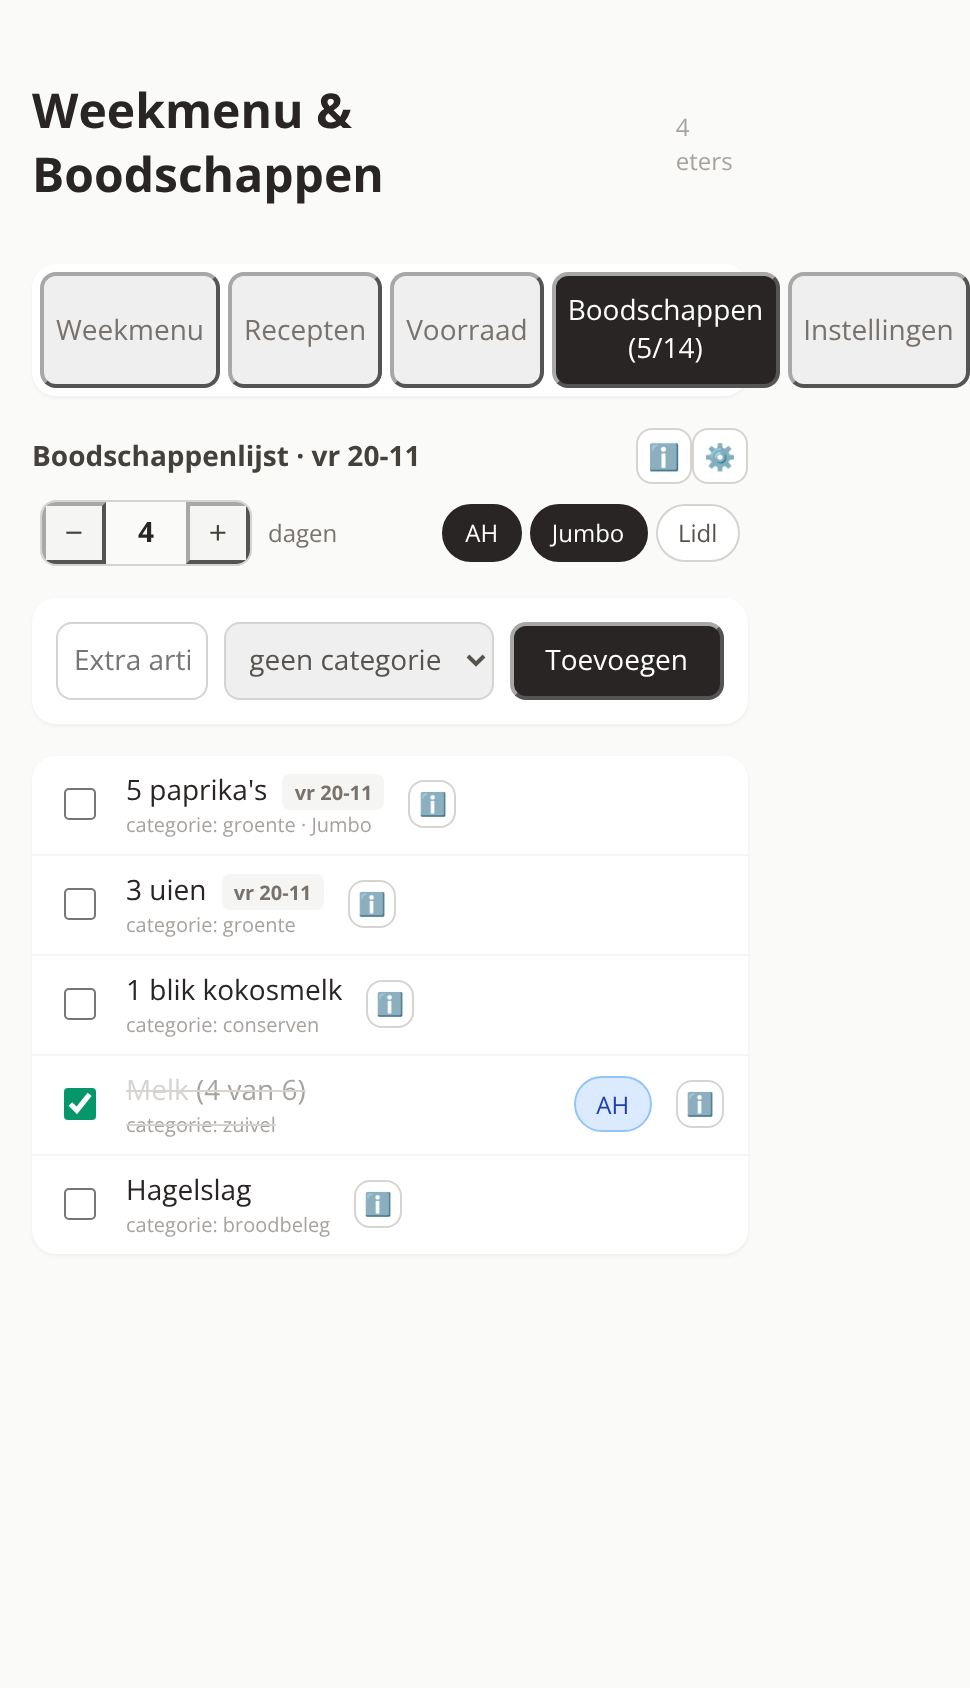 Weekmenu &
Boodschappen
4
eters
Weekmenu
Recepten
Voorraad
Boodschappen
(5/14)
Instellingen
Boodschappenlijst · vr 20-11
ℹ️
⚙️
−
4
+
dagen
AH
Jumbo
Lidl
Extra arti
geen categorie
Toevoegen
5 paprika's vr 20-11 ℹ️
categorie: groente · Jumbo
3 uien vr 20-11 ℹ️
categorie: groente
1 blik kokosmelk ℹ️
categorie: conserven
Melk (4 van 6) AH ℹ️
categorie: zuivel
Hagelslag ℹ️
categorie: broodbeleg